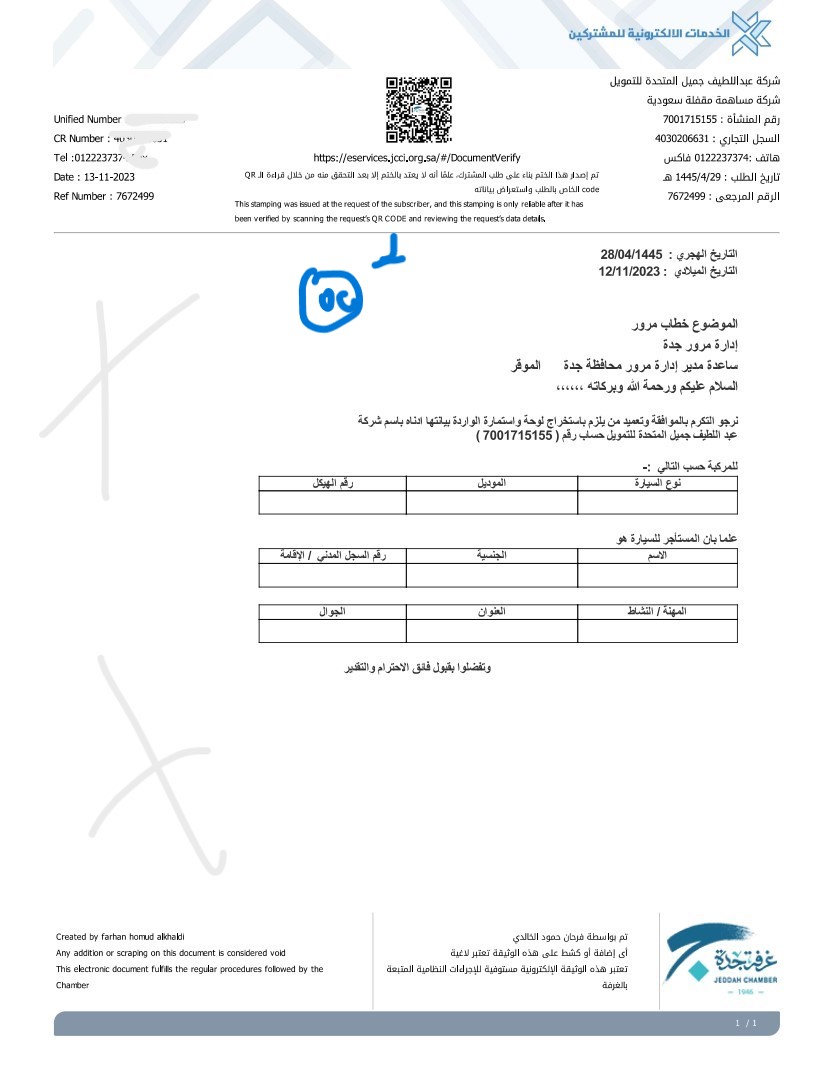 الخدمات الالكترونية للمشتركين
شركة عبداللطيف جميل المتحدة للتمويل
شركة مساهمة مقفلة سعودية
رقم المنشأة : 7001715155
السجل التجاري : 4030206631
هاتف :0122237374 فاكس
تاريخ الطلب : 1445/4/29 هـ
الرقم المرجعى : 7672499
Unified Number
CR Number :
Tel :012223737
Date : 13-11-2023
Ref Number : 7672499
https://eservices.jcci.org.sa/#/DocumentVerify
تم إصدار هذا الختم بناء على طلب المشترك، علمًا أنه لا يعتد بالختم إلا بعد التحقق منه من خلال قراءة الـ QR
code الخاص بالطلب واستعراض بياناته
This stamping was issued at the request of the subscriber, and this stamping is only reliable after it has
been verified by scanning the request's QR CODE and reviewing the request's data details.
التاريخ الهجري : 28/04/1445
التاريخ الميلادي : 12/11/2023
الموضوع خطاب مرور
إدارة مرور جدة
ساعدة مدير إدارة مرور محافظة جدة الموقر
السلام عليكم ورحمة الله وبركاته ،،،،،،
نرجو التكرم بالموافقة وتعميد من يلزم باستخراج لوحة واستمارة الواردة بيانتها ادناه باسم شركة
عبد اللطيف جميل المتحدة للتمويل حساب رقم ( 7001715155 )
للمركبة حسب التالي :-
نوع السيارة الموديل رقم الهيكل
علما بان المستأجر للسيارة هو
الاسم الجنسية رقم السجل المدني / الإقامة
المهنة / النشاط العنوان الجوال
وتفضلوا بقبول فائق الاحترام والتقدير
Created by farhan homud alkhaldi
Any addition or scraping on this document is considered void
This electronic document fulfills the regular procedures followed by the
Chamber
تم بواسطة فرحان حمود الخالدي
أى إضافة أو كشط على هذه الوثيقة تعتبر لاغية
تعتبر هذه الوثيقة الإلكترونية مستوفية للإجراءات النظامية المتبعة
بالغرفة
غرفة جدة
JEDDAH CHAMBER
1946
1 / 1